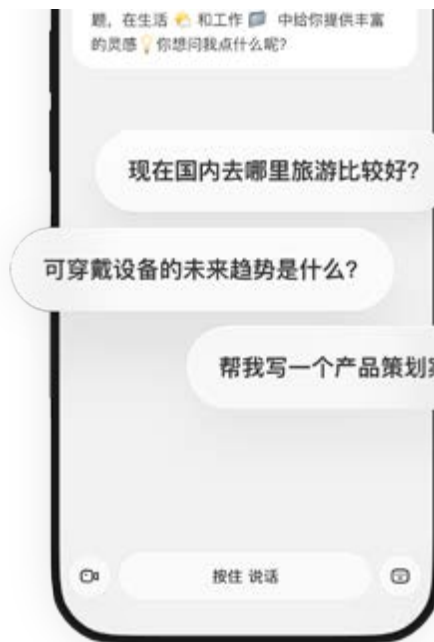 题，在生活 🌤️ 和工作 📁 中给你提供丰富
的灵感💡你想问我点什么呢？
现在国内去哪里旅游比较好？
可穿戴设备的未来趋势是什么？
帮我写一个产品策划
按住 说话